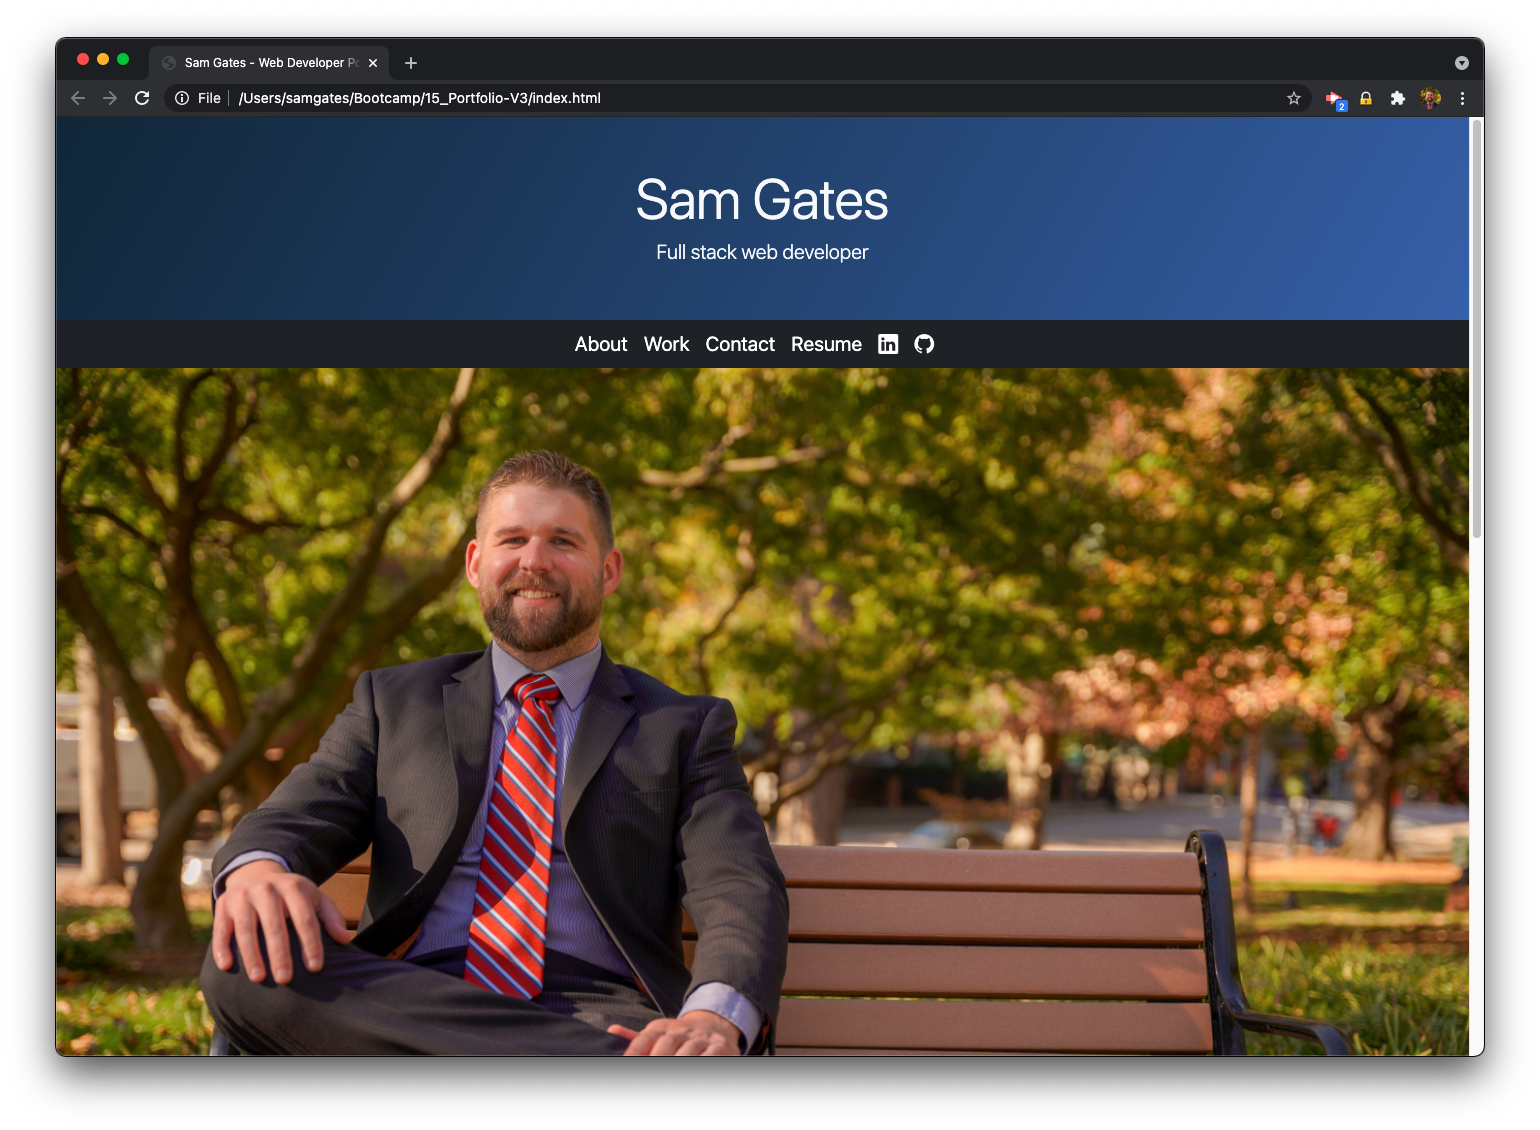 Sam Gates - Web Developer Po
File
/Users/samgates/Bootcamp/15_Portfolio-V3/index.html
2
Sam Gates
Full stack web developer
About Work Contact Resume in